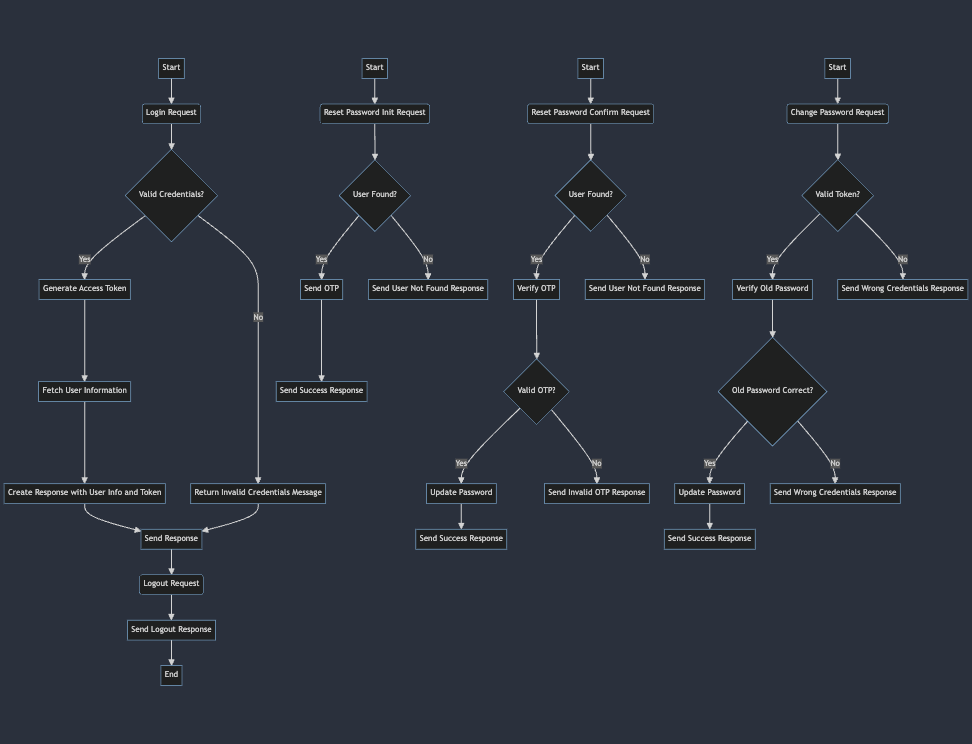 Start
Login Request
Valid Credentials?
Yes
Generate Access Token
No
Fetch User Information
Create Response with User Info and Token
Return Invalid Credentials Message
Send Response
Logout Request
Send Logout Response
End
Start
Reset Password Init Request
User Found?
Yes
No
Send OTP
Send User Not Found Response
Send Success Response
Start
Reset Password Confirm Request
User Found?
Yes
No
Verify OTP
Send User Not Found Response
Valid OTP?
Yes
No
Update Password
Send Invalid OTP Response
Send Success Response
Start
Change Password Request
Valid Token?
Yes
No
Verify Old Password
Send Wrong Credentials Response
Old Password Correct?
Yes
No
Update Password
Send Wrong Credentials Response
Send Success Response